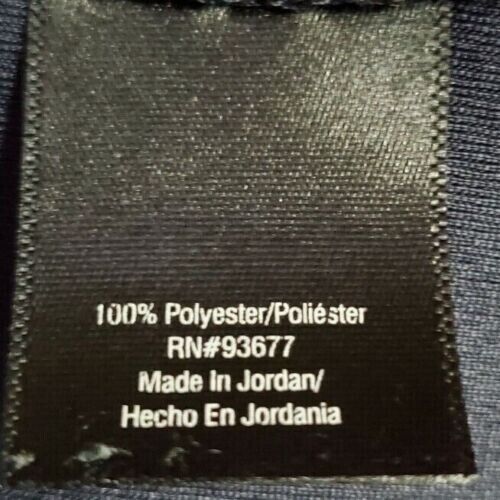 100% Polyester/Poliéster
RN#93677
Made In Jordan/
Hecho En Jordania